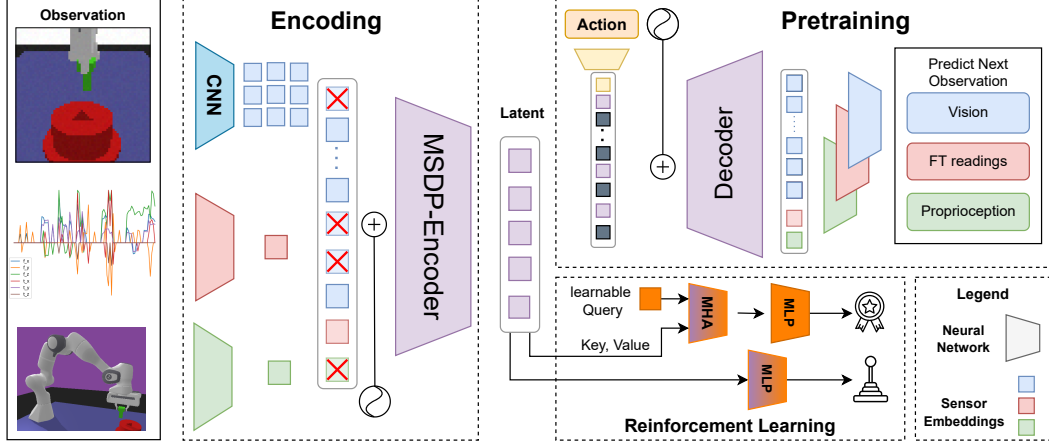 Observation
Encoding
CNN
MSDP-Encoder
Latent
Pretraining
Action
Decoder
Predict Next
Observation
Vision
FT readings
Proprioception
learnable
Query
Key, Value
MHA
MLP
MLP
Reinforcement Learning
Legend
Neural
Network
Sensor
Embeddings